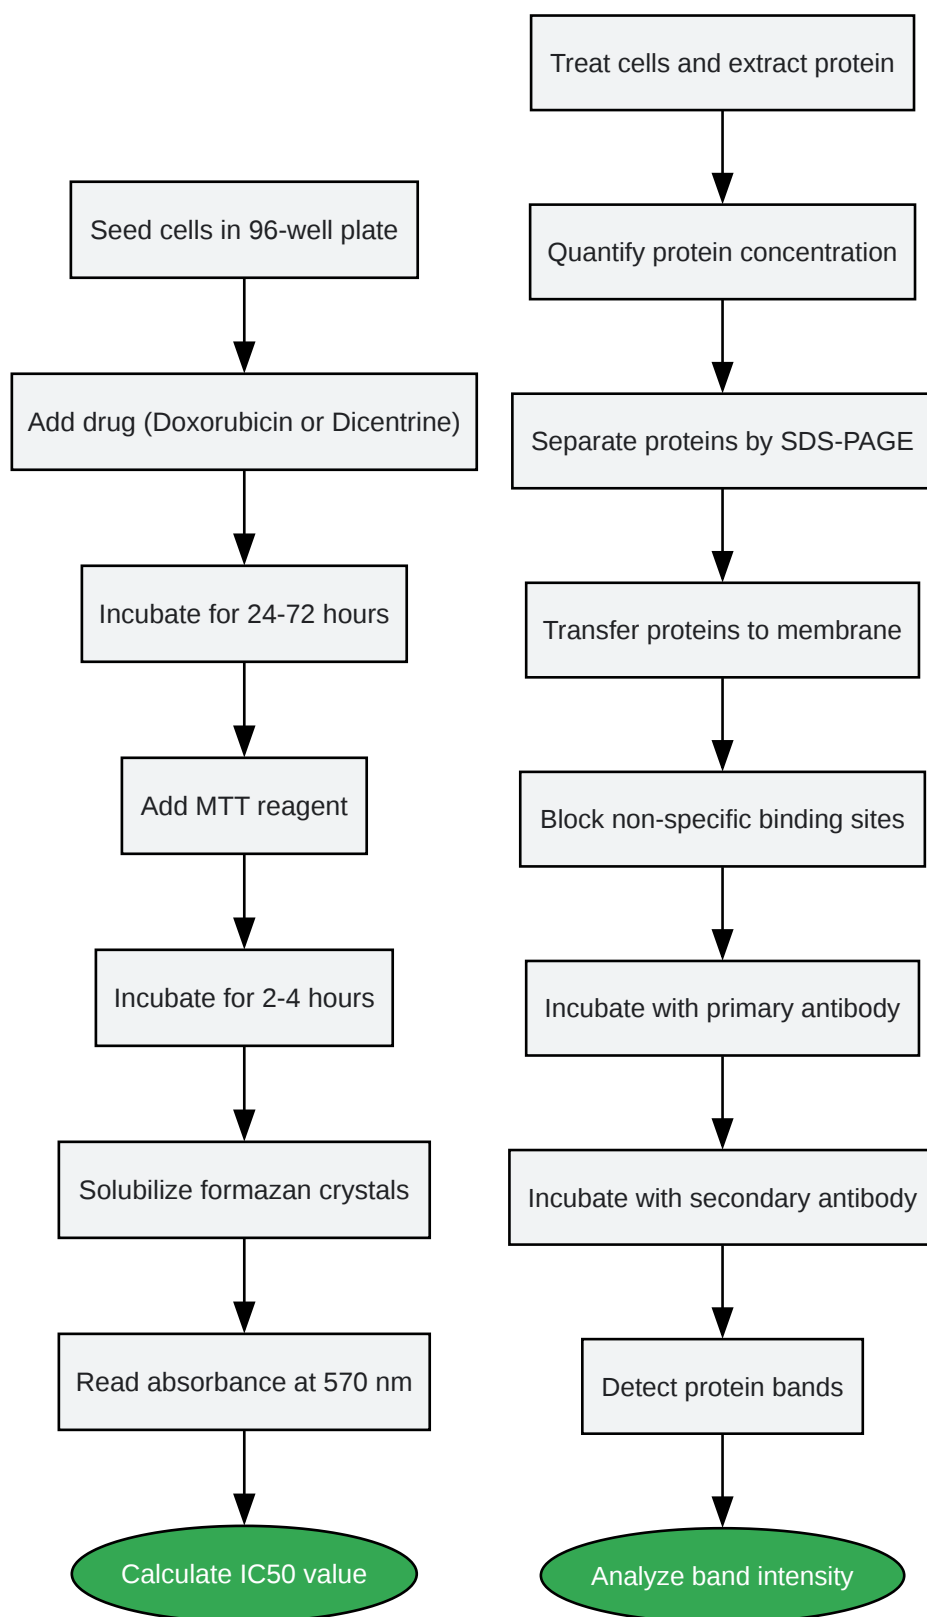 Seed cells in 96-well plate
Add drug (Doxorubicin or Dicentrine)
Incubate for 24-72 hours
Add MTT reagent
Incubate for 2-4 hours
Solubilize formazan crystals
Read absorbance at 570 nm
Calculate IC50 value
Treat cells and extract protein
Quantify protein concentration
Separate proteins by SDS-PAGE
Transfer proteins to membrane
Block non-specific binding sites
Incubate with primary antibody
Incubate with secondary antibody
Detect protein bands
Analyze band intensity